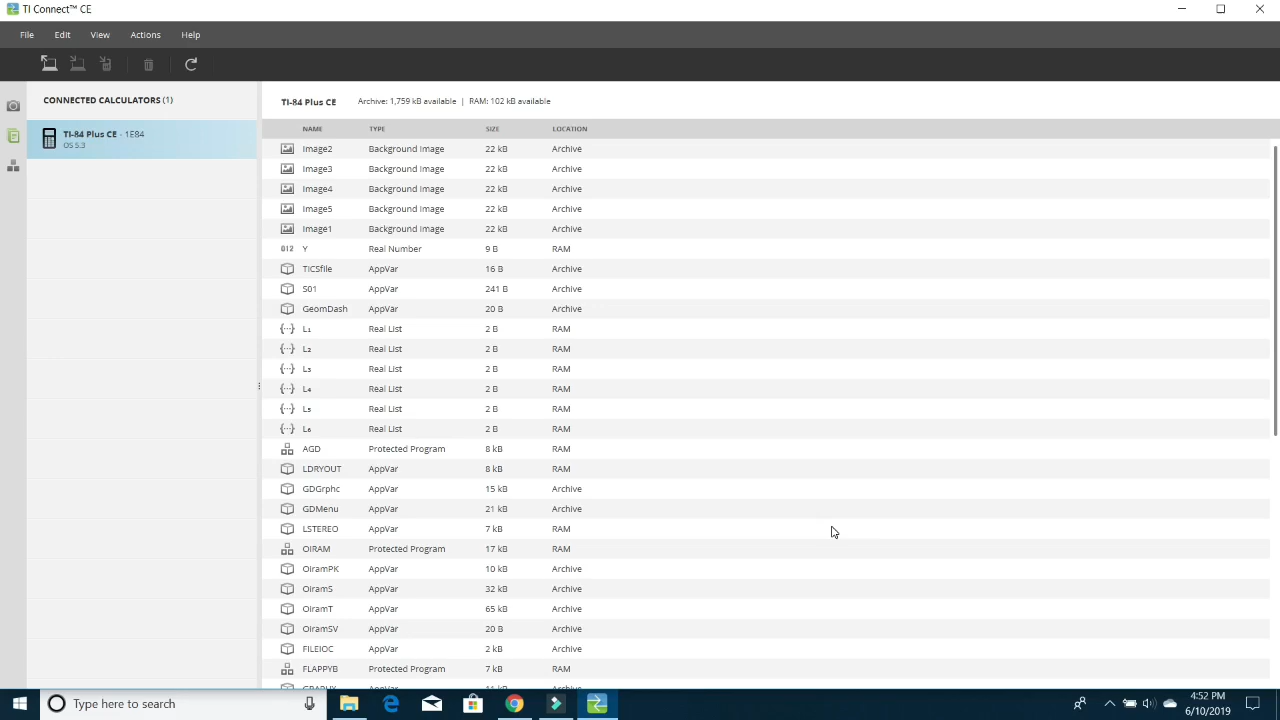 TI Connect™ CE
File Edit View Actions Help
CONNECTED CALCULATORS (1)
TI-84 Plus CE - 1E84
OS 5.3
TI-84 Plus CE Archive: 1,759 kB available | RAM: 102 kB available
NAME TYPE SIZE LOCATION
Image2 Background Image 22 kB Archive
Image3 Background Image 22 kB Archive
Image4 Background Image 22 kB Archive
Image5 Background Image 22 kB Archive
Image1 Background Image 22 kB Archive
012 Y Real Number 9 B RAM
TICSfile AppVar 16 B Archive
S01 AppVar 241 B Archive
GeomDash AppVar 20 B Archive
L₁ Real List 2 B RAM
L₂ Real List 2 B RAM
L₃ Real List 2 B RAM
L₄ Real List 2 B RAM
L₅ Real List 2 B RAM
L₆ Real List 2 B RAM
AGD Protected Program 8 kB RAM
LDRYOUT AppVar 8 kB RAM
GDGrphc AppVar 15 kB Archive
GDMenu AppVar 21 kB Archive
LSTEREO AppVar 7 kB RAM
OIRAM Protected Program 17 kB RAM
OiramPK AppVar 10 kB Archive
OiramS AppVar 32 kB Archive
OiramT AppVar 65 kB Archive
OiramSV AppVar 20 B Archive
FILEIOC AppVar 2 kB Archive
FLAPPYB Protected Program 7 kB RAM
GRAPHX AppVar 11 kB Archive
Type here to search
4:52 PM
6/10/2019